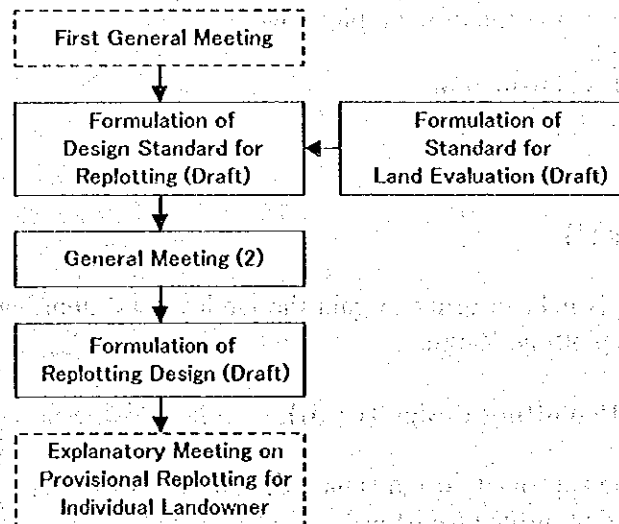 First General Meeting
Formulation of
Design Standard for
Replotting (Draft)
Formulation of
Standard for
Land Evaluation (Draft)
General Meeting (2)
Formulation of
Replotting Design (Draft)
Explanatory Meeting on
Provisional Replotting for
Individual Landowner